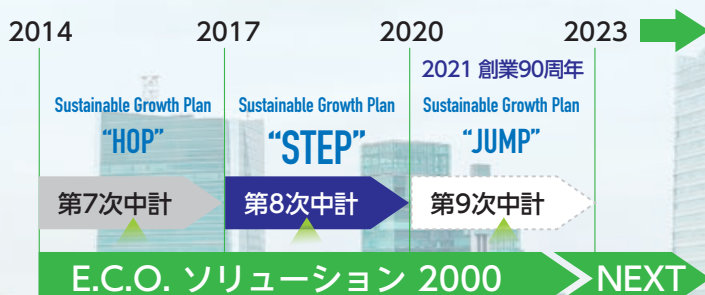 2014 2017 2020 2023
2021 創業90周年
Sustainable Growth Plan Sustainable Growth Plan Sustainable Growth Plan
“HOP” “STEP” “JUMP”
第7次中計 第8次中計 第9次中計
E.C.O. ソリューション 2000 NEXT